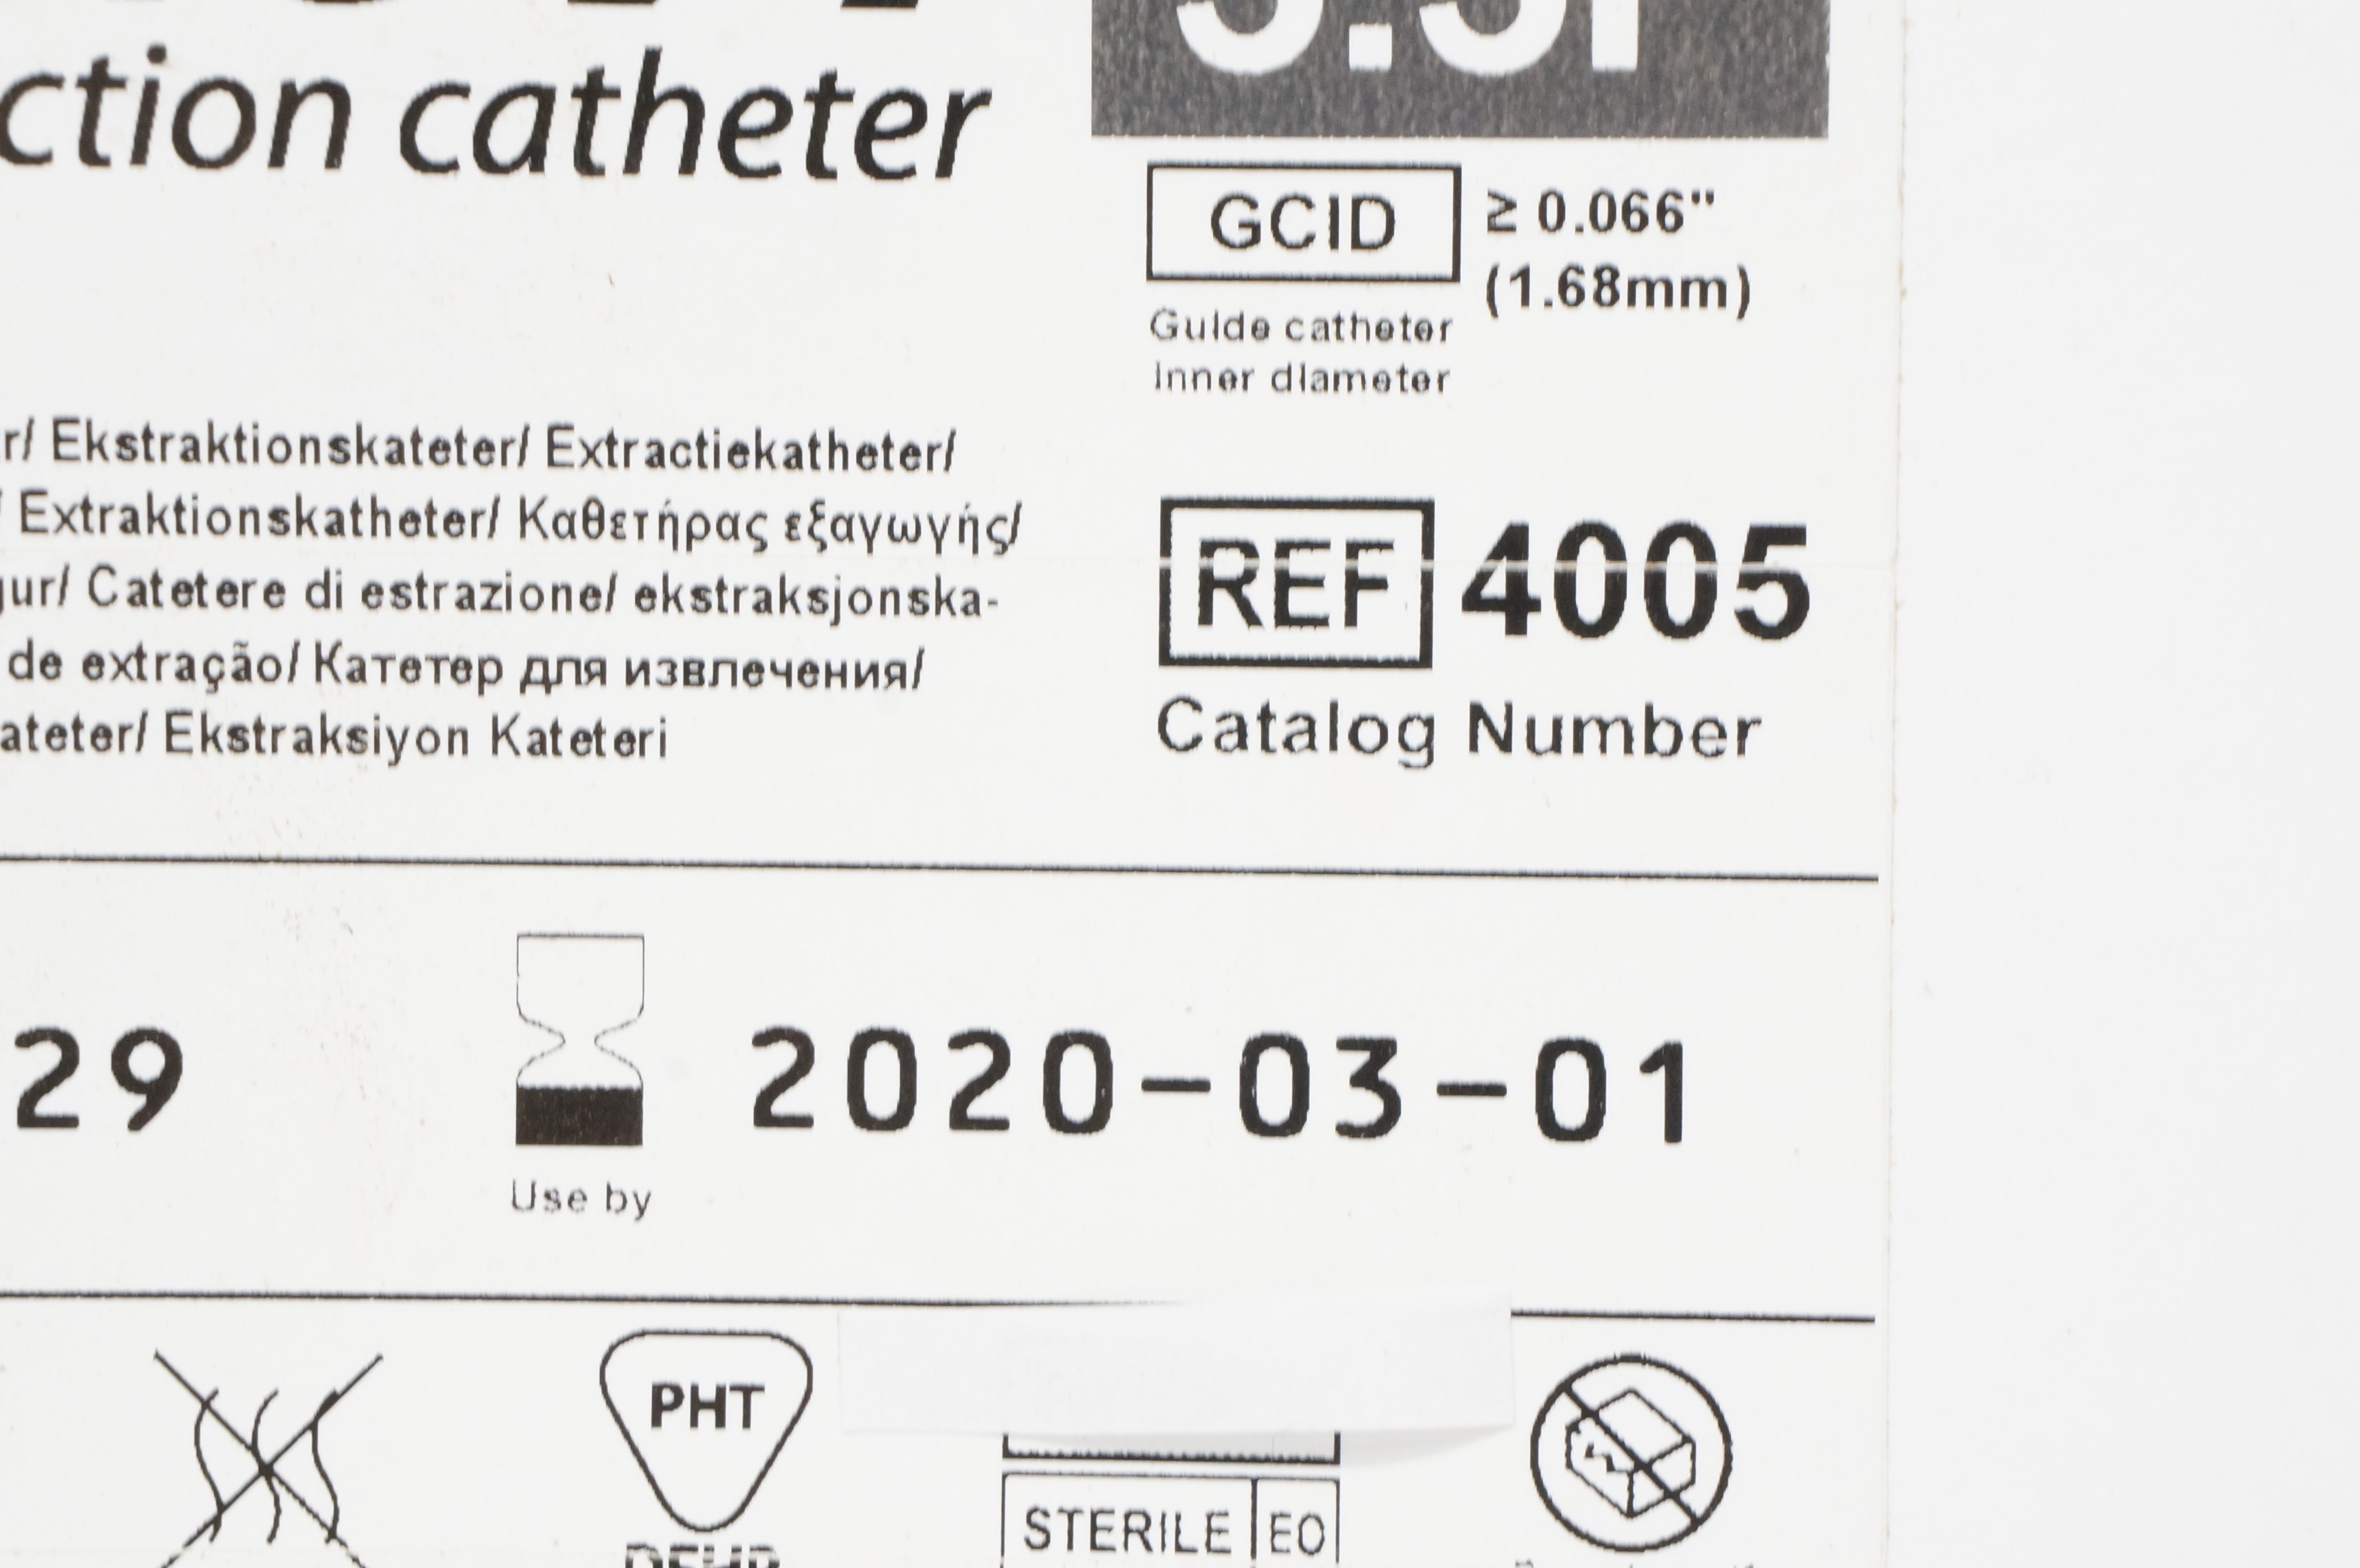 ction catheter
GCID
≥ 0.066"
(1.68mm)
Guide catheter
Inner diameter
r/ Ekstraktionskateter/ Extractiekatheter/
/ Extraktionskatheter/ Καθετήρας εξαγωγής/
gur/ Catetere di estrazione/ ekstraksjonska-
de extração/ Катетер для извлечения/
ateter/ Ekstraksiyon Kateteri
REF 4005
Catalog Number
29
2020-03-01
Use by
PHT
STERILE EO